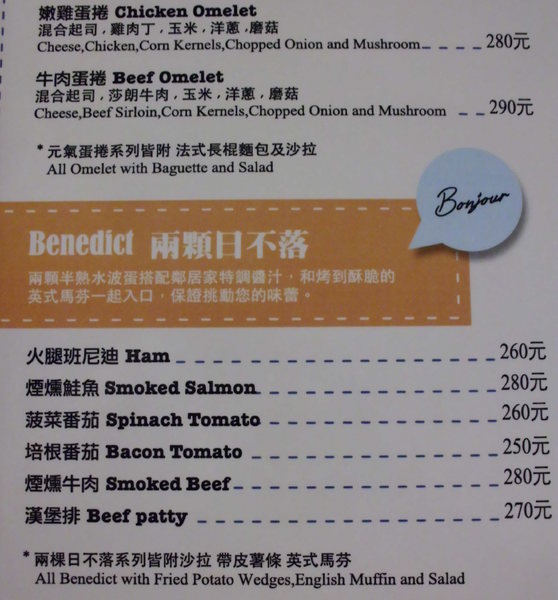 嫩雞蛋捲 Chicken Omelet
混合起司，雞肉丁，玉米，洋蔥，磨菇
Cheese,Chicken,Corn Kernels,Chopped Onion and Mushroom 280元
牛肉蛋捲 Beef Omelet
混合起司，莎朗牛肉，玉米，洋蔥，磨菇
Cheese,Beef Sirloin,Corn Kernels,Chopped Onion and Mushroom 290元
*元氣蛋捲系列皆附 法式長棍麵包及沙拉
All Omelet with Baguette and Salad
Bonjour
Benedict 兩顆日不落
兩顆半熟水波蛋搭配鄰居家特調醬汁，和烤到酥脆的
英式馬芬一起入口，保證挑動您的味蕾。
火腿班尼迪 Ham 260元
煙燻鮭魚 Smoked Salmon 280元
菠菜番茄 Spinach Tomato 260元
培根番茄 Bacon Tomato 250元
煙燻牛肉 Smoked Beef 280元
漢堡排 Beef patty 270元
*兩棵日不落系列皆附沙拉 帶皮薯條 英式馬芬
All Benedict with Fried Potato Wedges,English Muffin and Salad